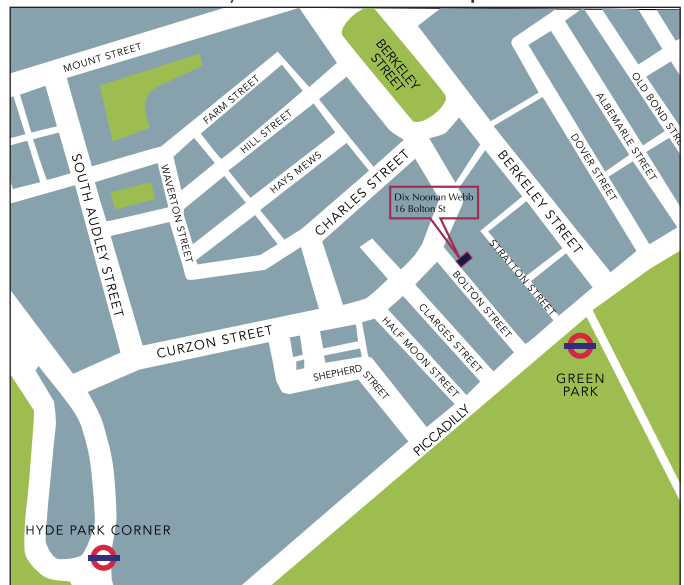 MOUNT STREET
BERKELEY
STREET
FARM STREET
HILL STREET
HAYS MEWS
OLD BOND STRE
ALBEMARLE STREET
DOVER STREET
SOUTH AUDLEY STREET
WAVERTON STREET
CHARLES STREET
BERKELEY STREET
Dix Noonan Webb
16 Bolton St
STRATTON STREET
BOLTON STREET
CLARGES STREET
HALF MOON STREET
CURZON STREET
SHEPHERD
STREET
GREEN
PARK
PICCADILLY
HYDE PARK CORNER